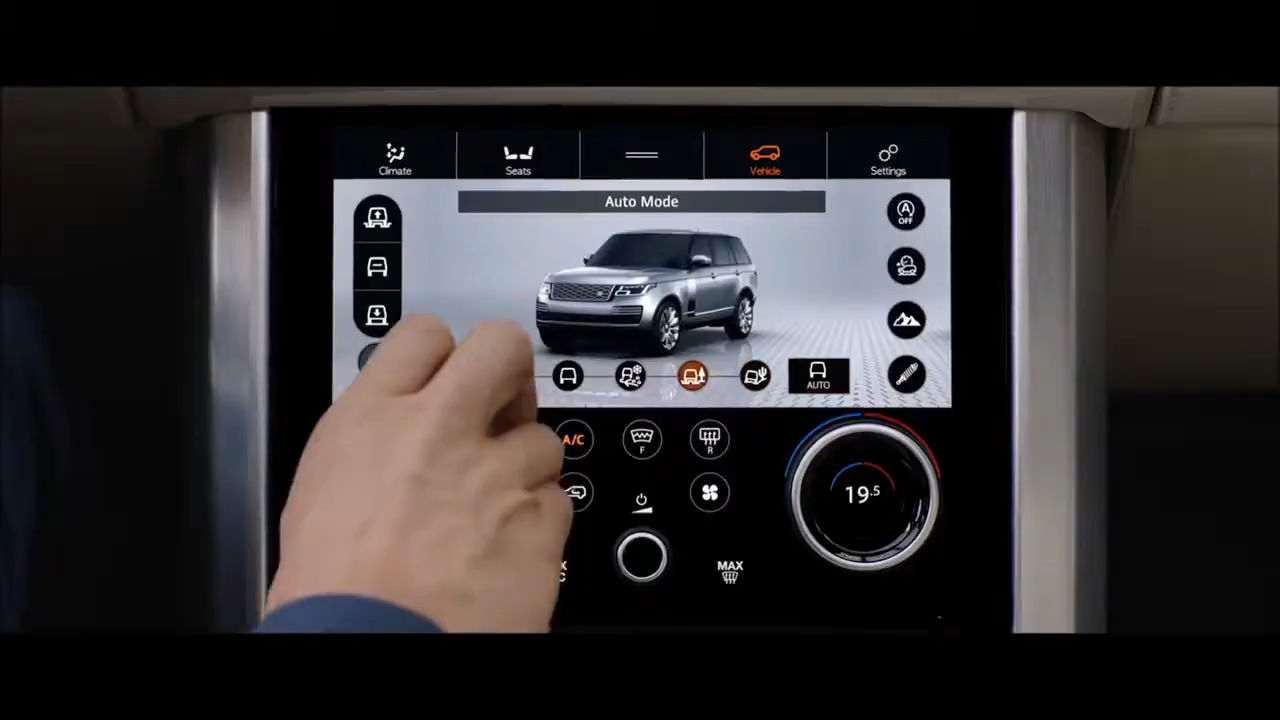 Climate
Seats
Vehicle
Settings
Auto Mode
OFF
AUTO
A/C
F
R
19.5
MAX